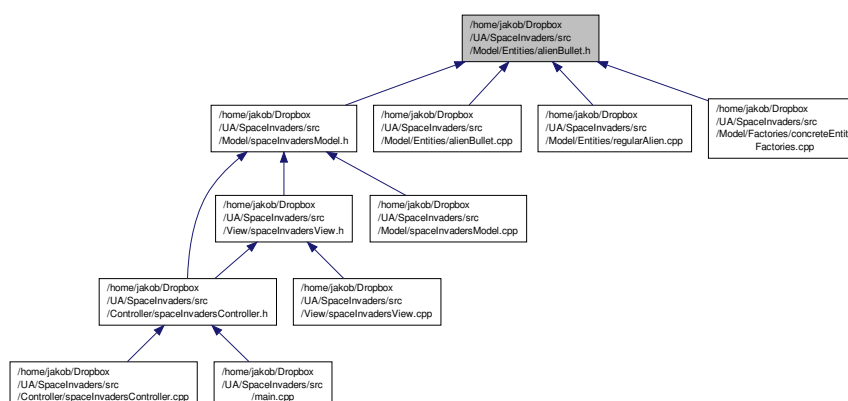 /home/jakob/Dropbox
/UA/SpaceInvaders/src
/Model/Entities/alienBullet.h
/home/jakob/Dropbox
/UA/SpaceInvaders/src
/Model/spaceInvadersModel.h
/home/jakob/Dropbox
/UA/SpaceInvaders/src
/Model/Entities/alienBullet.cpp
/home/jakob/Dropbox
/UA/SpaceInvaders/src
/Model/Entities/regularAlien.cpp
/home/jakob/Dropbox
/UA/SpaceInvaders/src
/Model/Factories/concreteEntity
Factories.cpp
/home/jakob/Dropbox
/UA/SpaceInvaders/src
/View/spaceInvadersView.h
/home/jakob/Dropbox
/UA/SpaceInvaders/src
/Model/spaceInvadersModel.cpp
/home/jakob/Dropbox
/UA/SpaceInvaders/src
/Controller/spaceInvadersController.h
/home/jakob/Dropbox
/UA/SpaceInvaders/src
/View/spaceInvadersView.cpp
/home/jakob/Dropbox
/UA/SpaceInvaders/src
/Controller/spaceInvadersController.cpp
/home/jakob/Dropbox
/UA/SpaceInvaders/src
/main.cpp